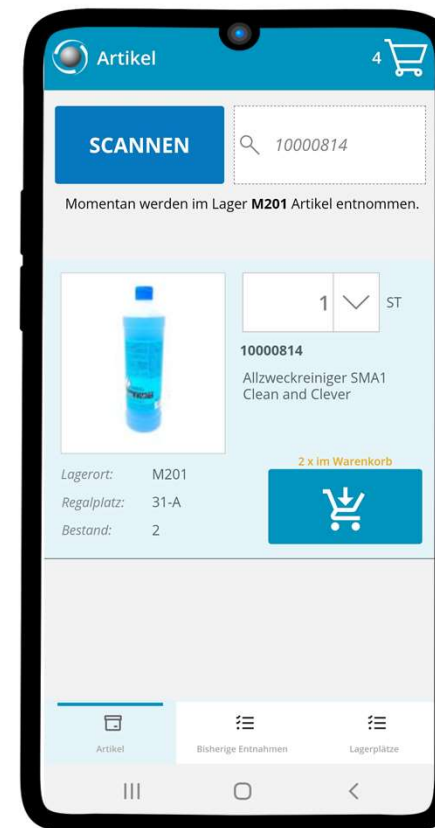 Artikel
4
SCANNEN
10000814
Momentan werden im Lager M201 Artikel entnommen.
1
ST
10000814
Allzweckreiniger SMA1
Clean and Clever
2 x im Warenkorb
Lagerort: M201
Regalplatz: 31-A
Bestand: 2
Artikel
Bisherige Entnahmen
Lagerplätze